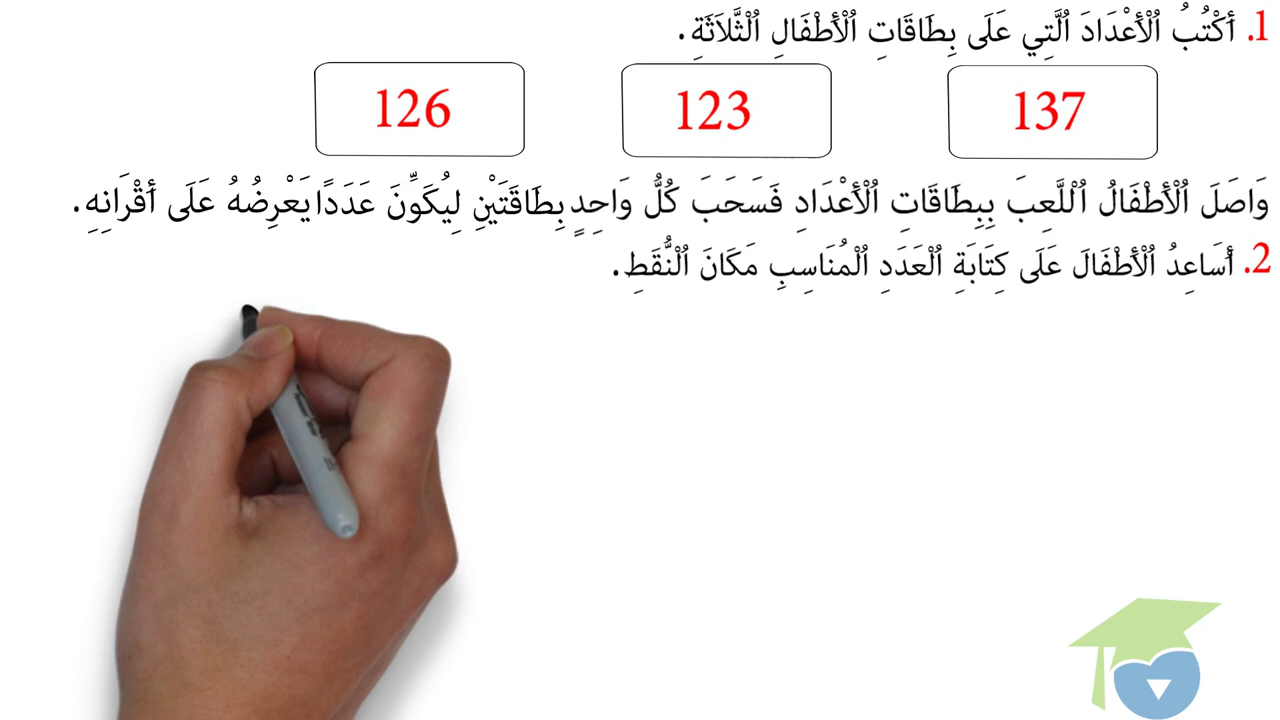 1. أَكْتُبُ ٱلْأَعْدَادَ ٱلَّتِي عَلَى بِطَاقَاتِ ٱلْأَطْفَالِ ٱلثَّلَاثَةِ.
137 123 126
وَاصَلَ ٱلْأَطْفَالُ ٱللَّعِبَ بِبِطَاقَاتِ ٱلْأَعْدَادِ فَسَحَبَ كُلُّ وَاحِدٍ بِطَاقَتَيْنِ لِيُكَوِّنَ عَدَدًا يَعْرِضُهُ عَلَى أَقْرَانِهِ.
2. أُسَاعِدُ ٱلْأَطْفَالَ عَلَى كِتَابَةِ ٱلْعَدَدِ ٱلْمُنَاسِبِ مَكَانَ ٱلنُّقَطِ.